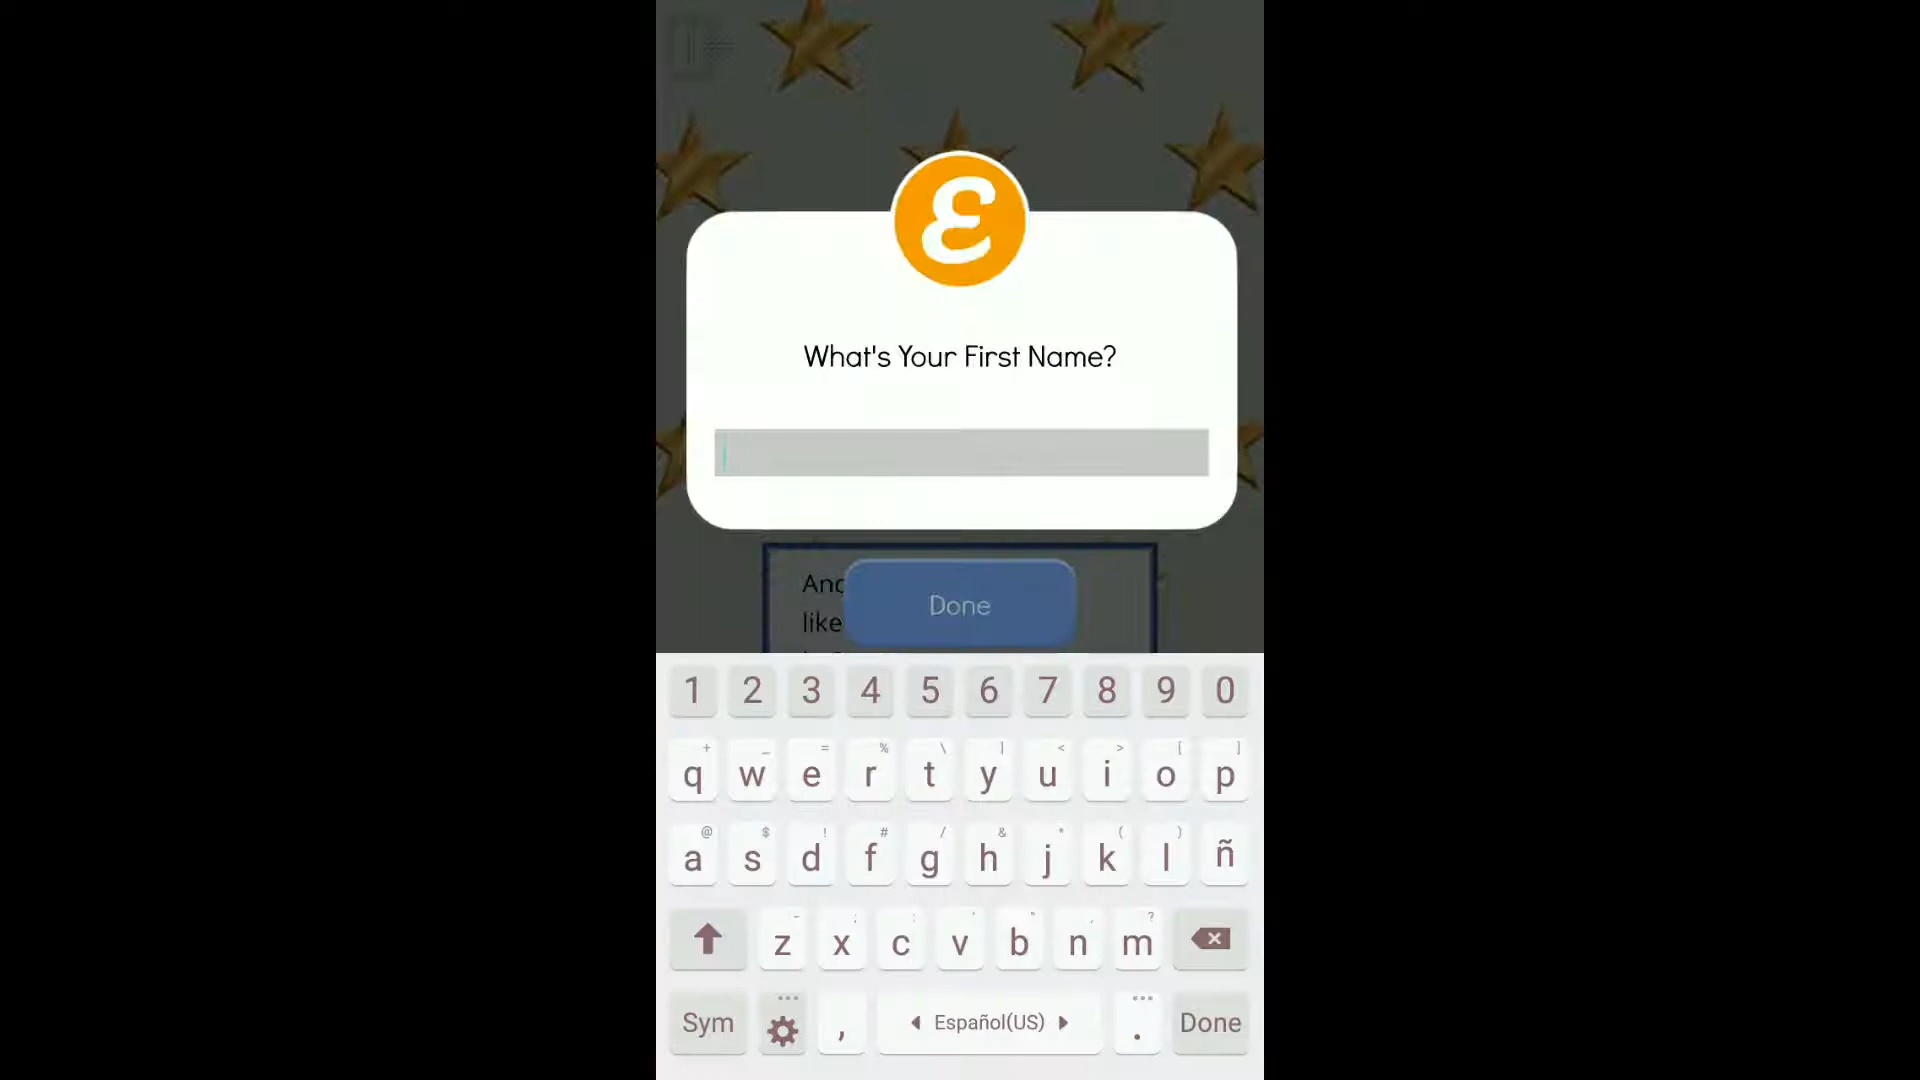 ε
What's Your First Name?
like
Done
1 2 3 4 5 6 7 8 9 0
+ _ = % \ | < > [ ]
q w e r t y u i o p
@ $ ! # / & * ( )
a s d f g h j k l ñ
- ; : ?
z x c v b n m
Sym , Español(US) . Done